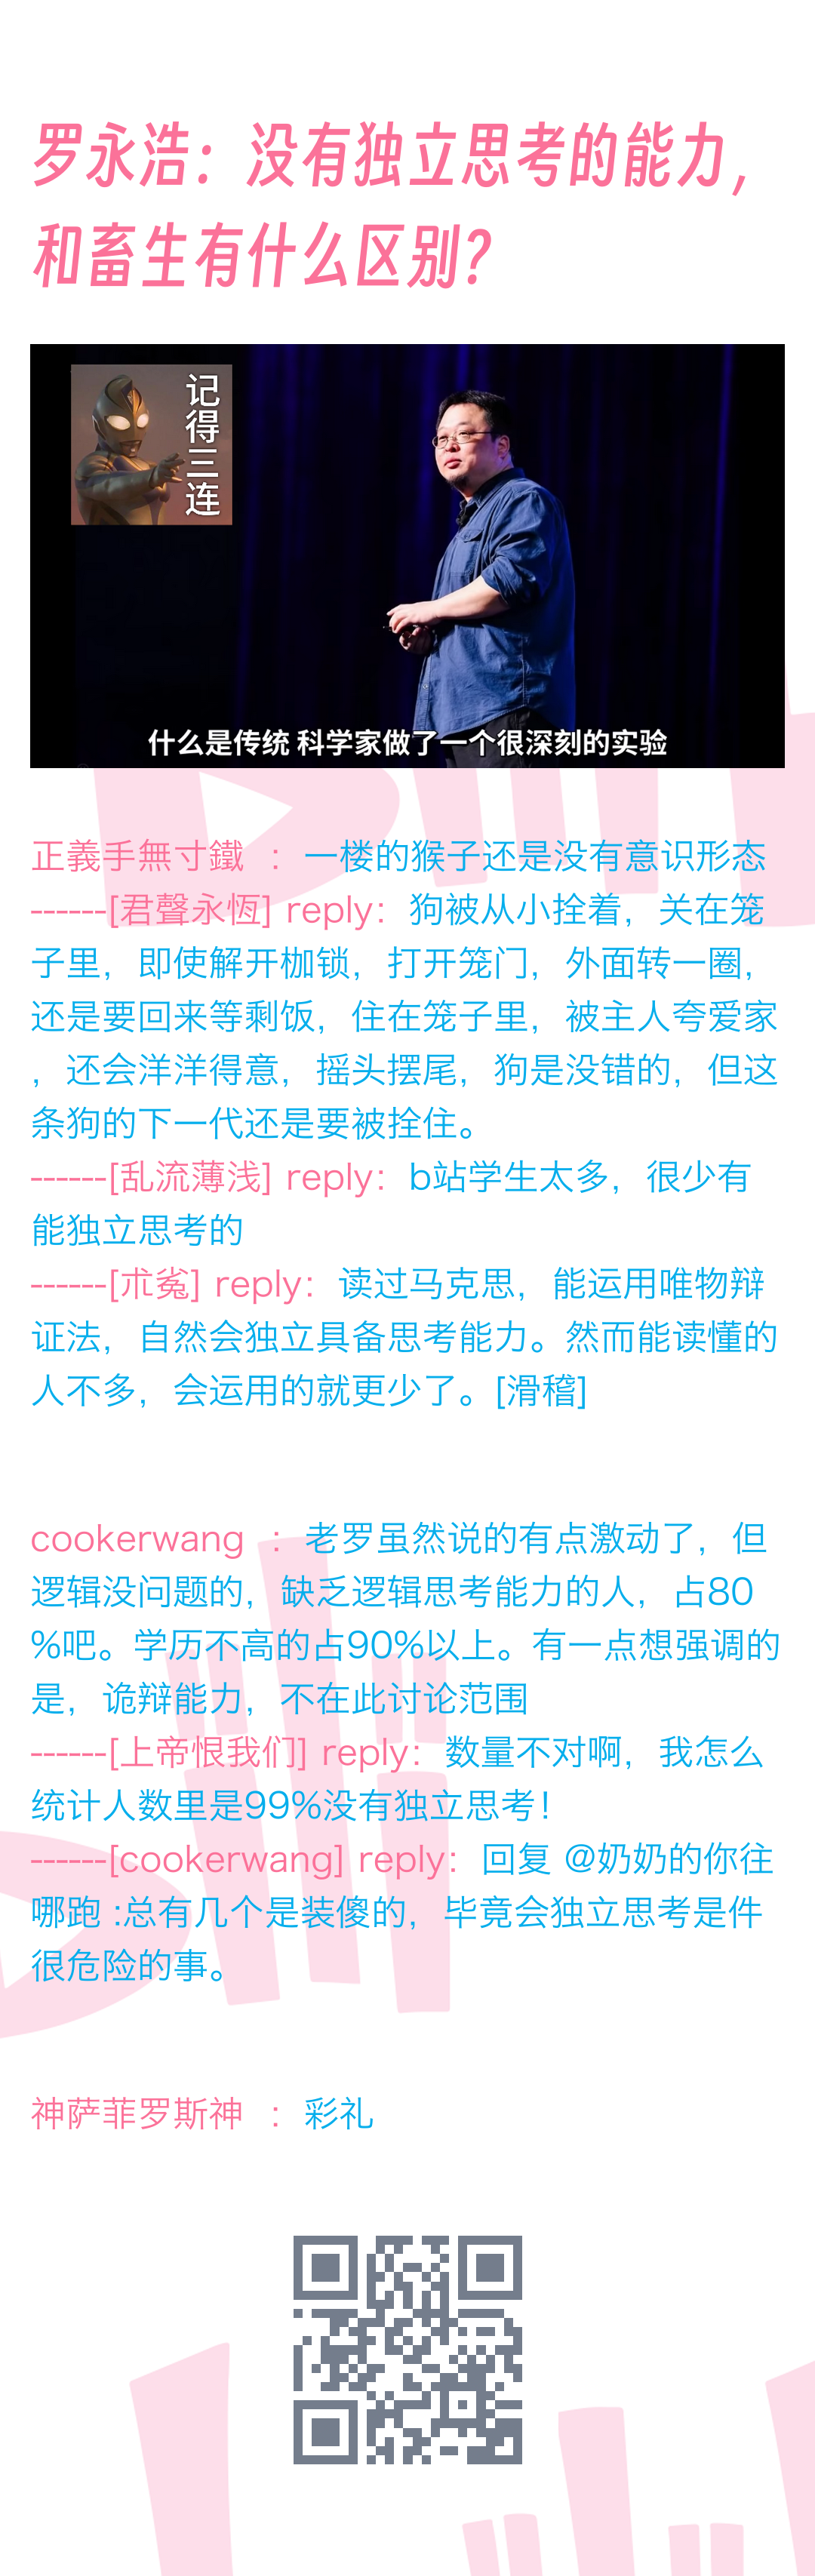 罗永浩：没有独立思考的能力，
和畜生有什么区别？
记得三连
什么是传统 科学家做了一个很深刻的实验
正義手無寸鐵 ：一楼的猴子还是没有意识形态
------[君聲永恆] reply：狗被从小拴着，关在笼
子里，即使解开枷锁，打开笼门，外面转一圈，
还是要回来等剩饭，住在笼子里，被主人夸爱家
，还会洋洋得意，摇头摆尾，狗是没错的，但这
条狗的下一代还是要被拴住。
------[乱流薄浅] reply：b站学生太多，很少有
能独立思考的
------[朮㝹] reply：读过马克思，能运用唯物辩
证法，自然会独立具备思考能力。然而能读懂的
人不多，会运用的就更少了。[滑稽]
cookerwang ：老罗虽然说的有点激动了，但
逻辑没问题的，缺乏逻辑思考能力的人，占80
%吧。学历不高的占90%以上。有一点想强调的
是，诡辩能力，不在此讨论范围
------[上帝恨我们] reply：数量不对啊，我怎么
统计人数里是99%没有独立思考！
------[cookerwang] reply：回复 @奶奶的你往
哪跑 :总有几个是装傻的，毕竟会独立思考是件
很危险的事。
神萨菲罗斯神 ：彩礼